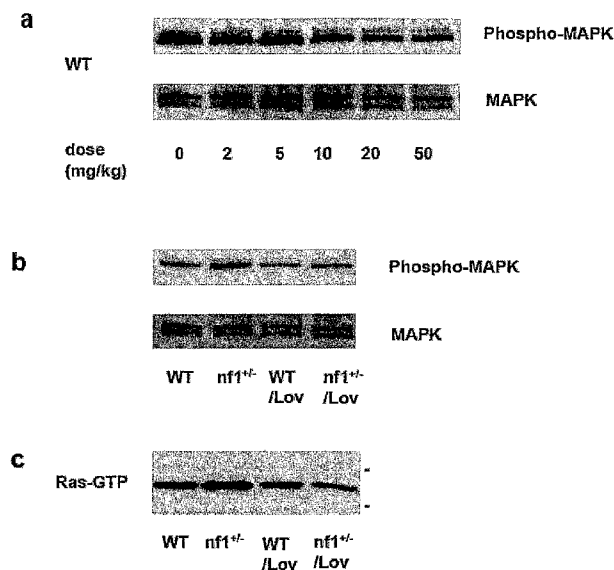 a
Phospho-MAPK
WT
MAPK
dose (mg/kg) 0 2 5 10 20 50
b
Phospho-MAPK
MAPK
WT nf1+/- WT /Lov nf1+/- /Lov
c
Ras-GTP
WT nf1+/- WT /Lov nf1+/- /Lov